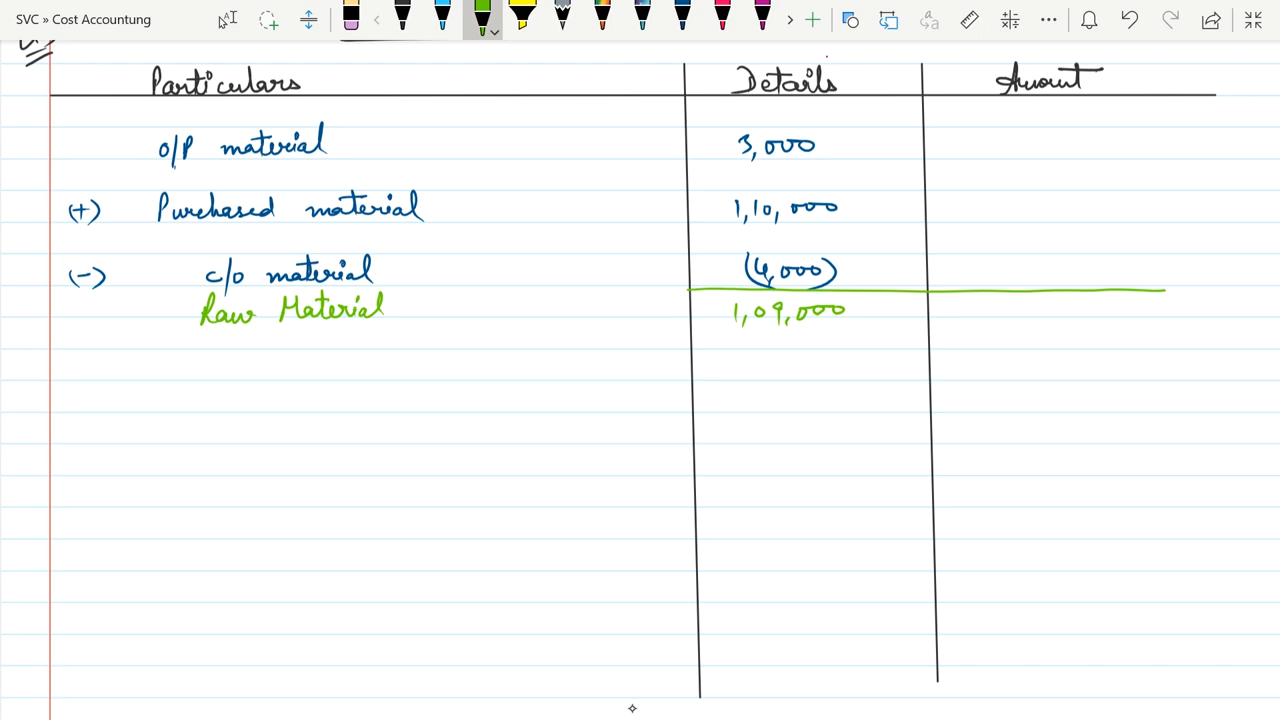 SVC » Cost Accountung
Particulars Details Amount
O/P material 3,000
(+) Purchased material 1,10,000
(-) c/o material (4,000)
Raw Material 1,09,000